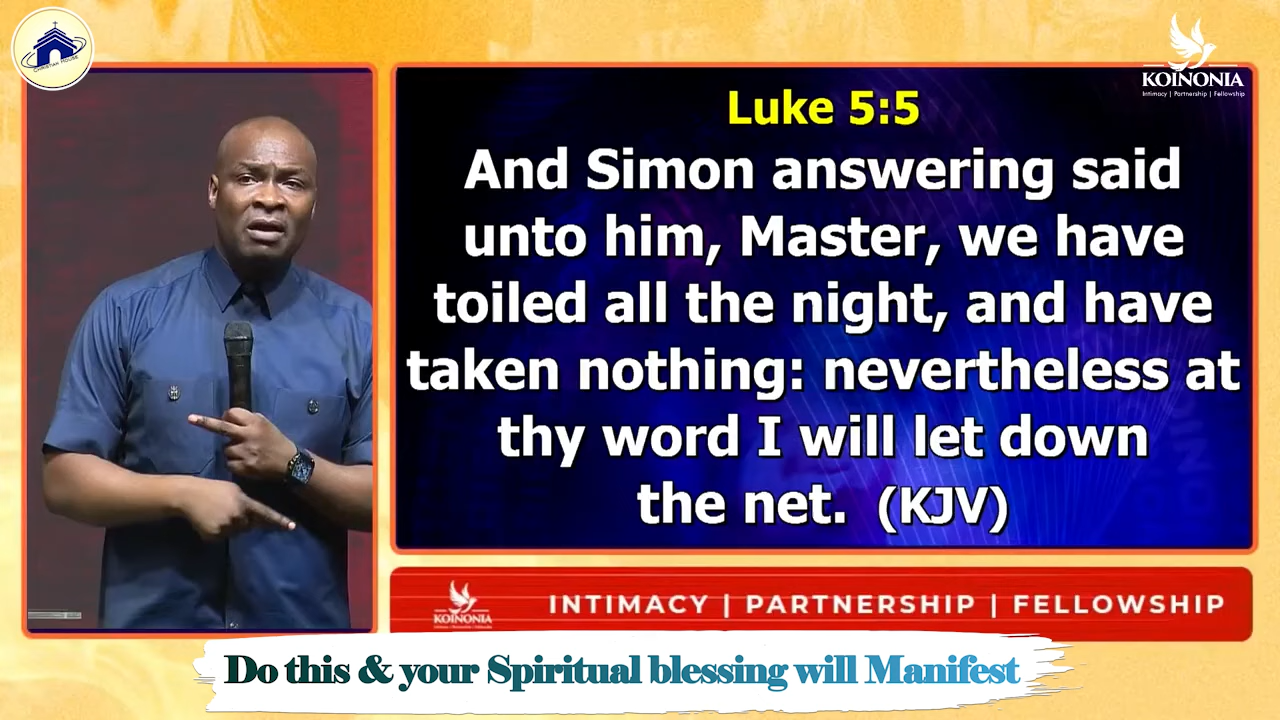 CHRISTIAN HOUSE
KOINONIA
Intimacy | Partnership | Fellowship
Luke 5:5
And Simon answering said
unto him, Master, we have
toiled all the night, and have
taken nothing: nevertheless at
thy word I will let down
the net. (KJV)
KOINONIA
INTIMACY | PARTNERSHIP | FELLOWSHIP
Do this & your Spiritual blessing will Manifest